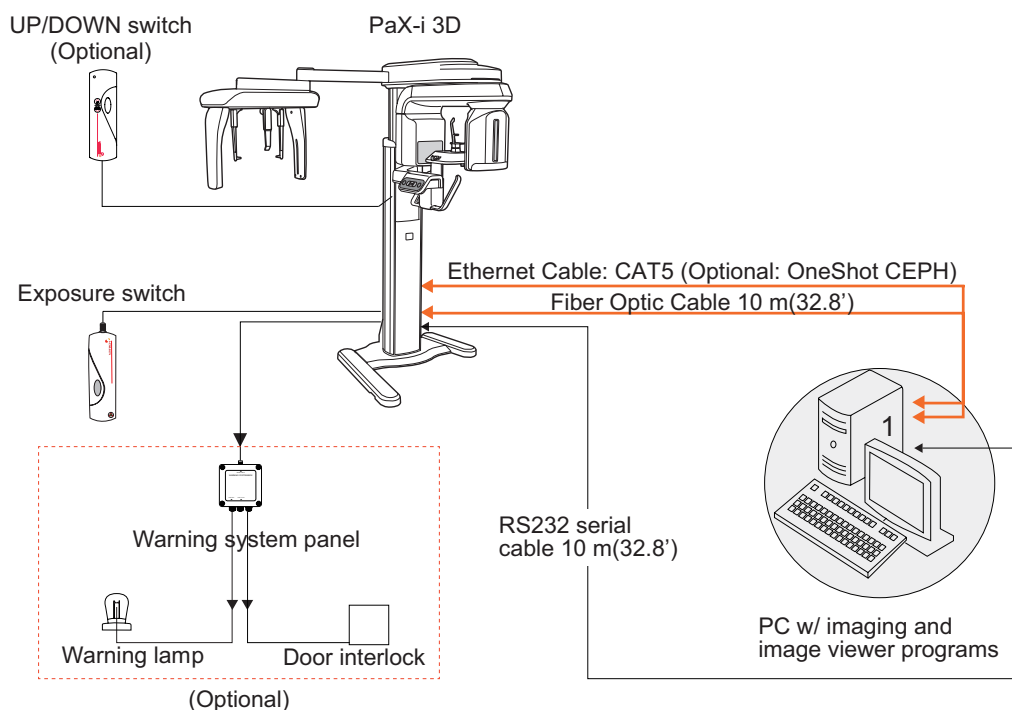 UP/DOWN switch
(Optional)
PaX-i 3D
Ethernet Cable: CAT5 (Optional: OneShot CEPH)
Fiber Optic Cable 10 m(32.8’)
Exposure switch
1
Warning system panel
RS232 serial
cable 10 m(32.8’)
Warning lamp
Door interlock
(Optional)
PC w/ imaging and
image viewer programs